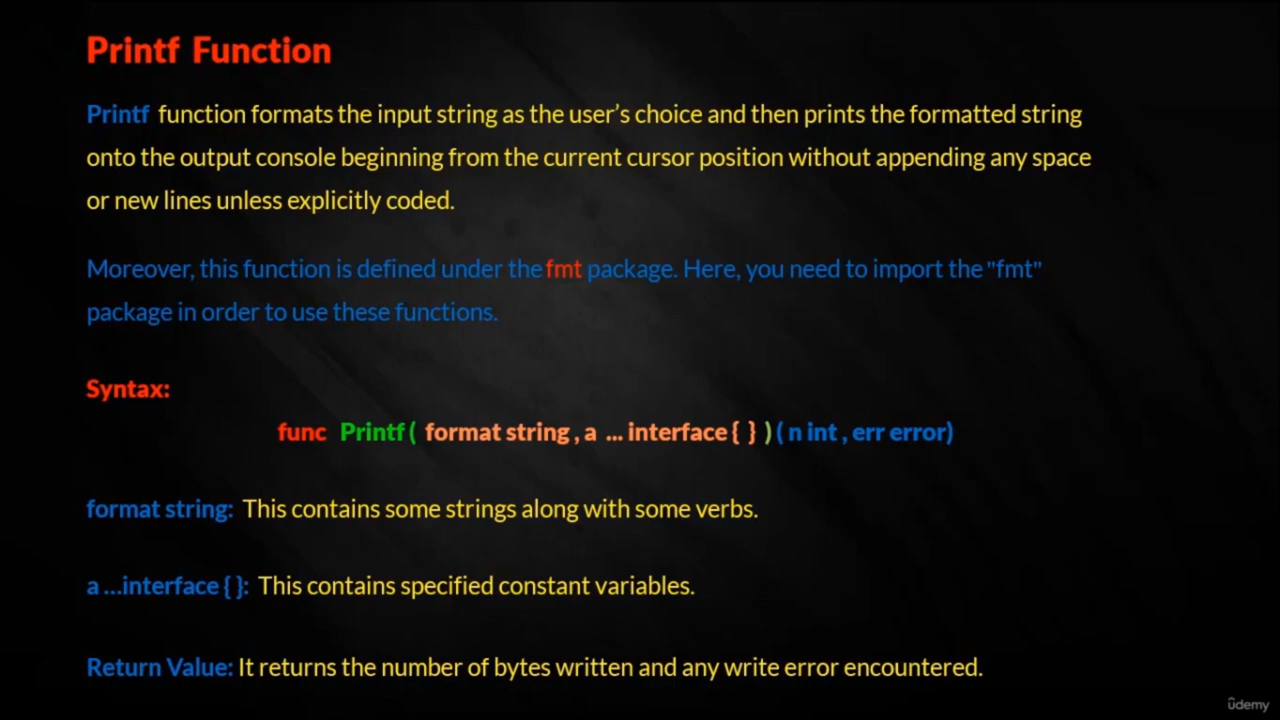 Printf Function
Printf function formats the input string as the user's choice and then prints the formatted string
onto the output console beginning from the current cursor position without appending any space
or new lines unless explicitly coded.
Moreover, this function is defined under the fmt package. Here, you need to import the "fmt"
package in order to use these functions.
Syntax:
func Printf ( format string , a ... interface { } ) ( n int , err error)
format string: This contains some strings along with some verbs.
a ...interface { }: This contains specified constant variables.
Return Value: It returns the number of bytes written and any write error encountered.
ûdemy